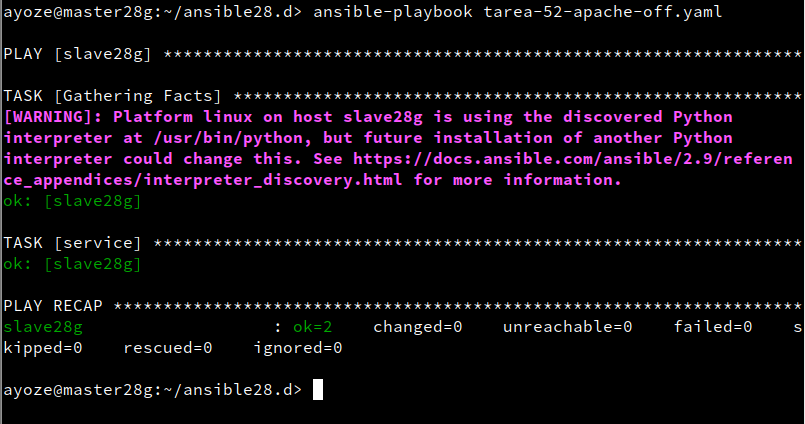 ayoze@master28g:~/ansible28.d> ansible-playbook tarea-52-apache-off.yaml
PLAY [slave28g] ****************************************************************
TASK [Gathering Facts] *********************************************************
[WARNING]: Platform linux on host slave28g is using the discovered Python
interpreter at /usr/bin/python, but future installation of another Python
interpreter could change this. See https://docs.ansible.com/ansible/2.9/referen
ce_appendices/interpreter_discovery.html for more information.
ok: [slave28g]
TASK [service] *****************************************************************
ok: [slave28g]
PLAY RECAP *********************************************************************
slave28g                   : ok=2    changed=0    unreachable=0    failed=0    s
kipped=0    rescued=0    ignored=0
ayoze@master28g:~/ansible28.d>